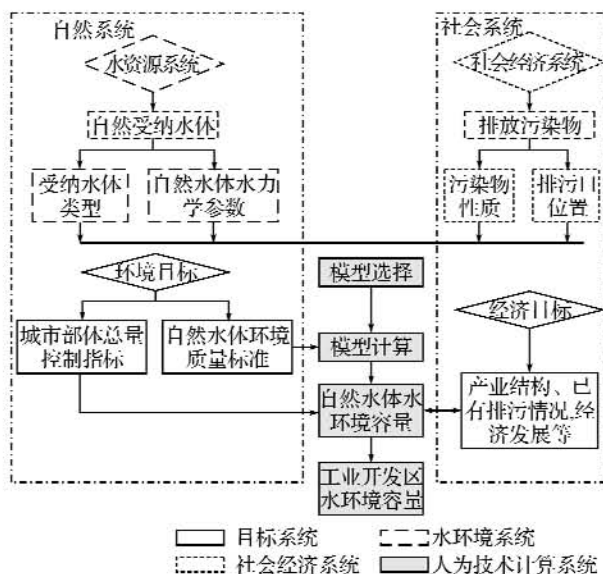 自然系统
社会系统
水资源系统
社会经济系统
自然受纳水体
排放污染物
受纳水体
类型
自然水体水力
学参数
污染物
性质
排污口
位置
环境目标
模型选择
城市部体总量
控制指标
自然水体环境
质量标准
模型计算
经济目标
自然水体水
环境容量
产业结构、已
有排污情况、经
济发展等
工业开发区
水环境容量
目标系统
水环境系统
社会经济系统
人为技术计算系统